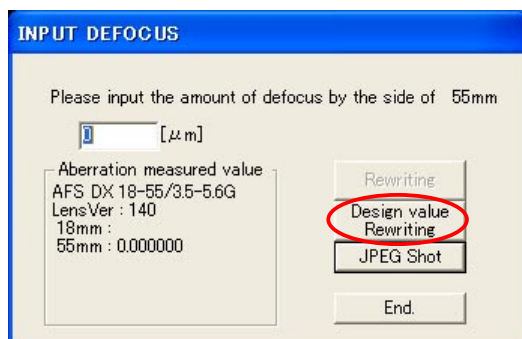 INPUT DEFOCUS
Please input the amount of defocus by the side of 55mm
0 [μm]
Aberration measured value
AFS DX 18-55/3.5-5.6G
LensVer : 140
18mm :
55mm : 0.000000
Rewriting
Design value
Rewriting
JPEG Shot
End.